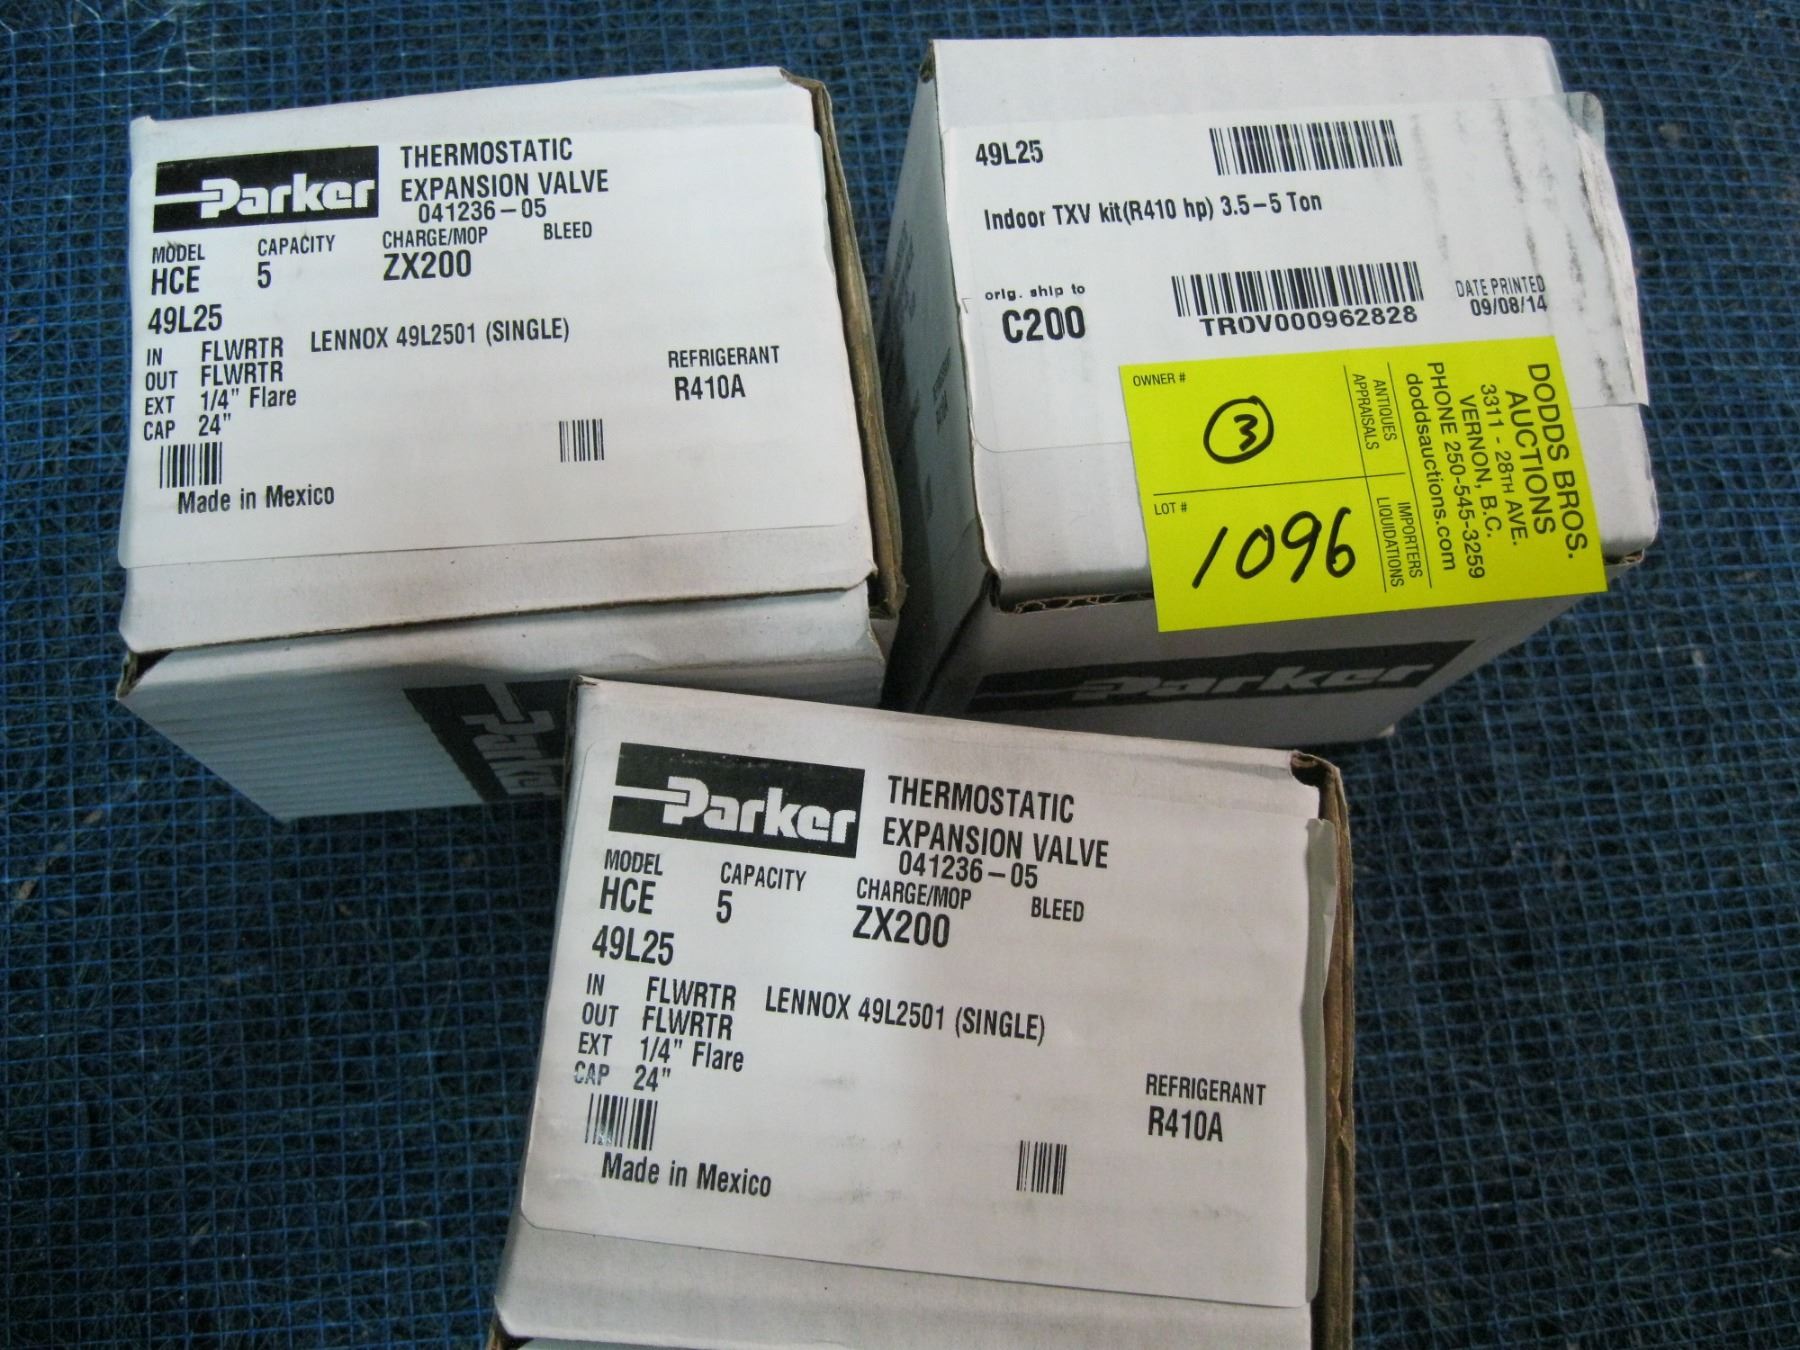 Parker
THERMOSTATIC
EXPANSION VALVE
041236-05
MODEL CAPACITY CHARGE/MOP BLEED
HCE 5 ZX200
49L25
IN FLWRTR LENNOX 49L2501 (SINGLE)
OUT FLWRTR
EXT 1/4" Flare
CAP 24"
REFRIGERANT
R410A
Made in Mexico
Parker
49L25
Indoor TXV kit(R410 hp) 3.5-5 Ton
orig. ship to
C200
TROV000962828
DATE PRINTED
09/08/14
OWNER #
3
LOT #
1096
ANTIQUES
APPRAISALS
IMPORTERS
LIQUIDATIONS
DODDS BROS.
AUCTIONS
3311 - 28TH AVE.
VERNON, B.C.
PHONE 250-545-3259
doddsauctions.com
Parker
Parker
THERMOSTATIC
EXPANSION VALVE
041236-05
MODEL CAPACITY CHARGE/MOP BLEED
HCE 5 ZX200
49L25
IN FLWRTR LENNOX 49L2501 (SINGLE)
OUT FLWRTR
EXT 1/4" Flare
CAP 24"
REFRIGERANT
R410A
Made in Mexico